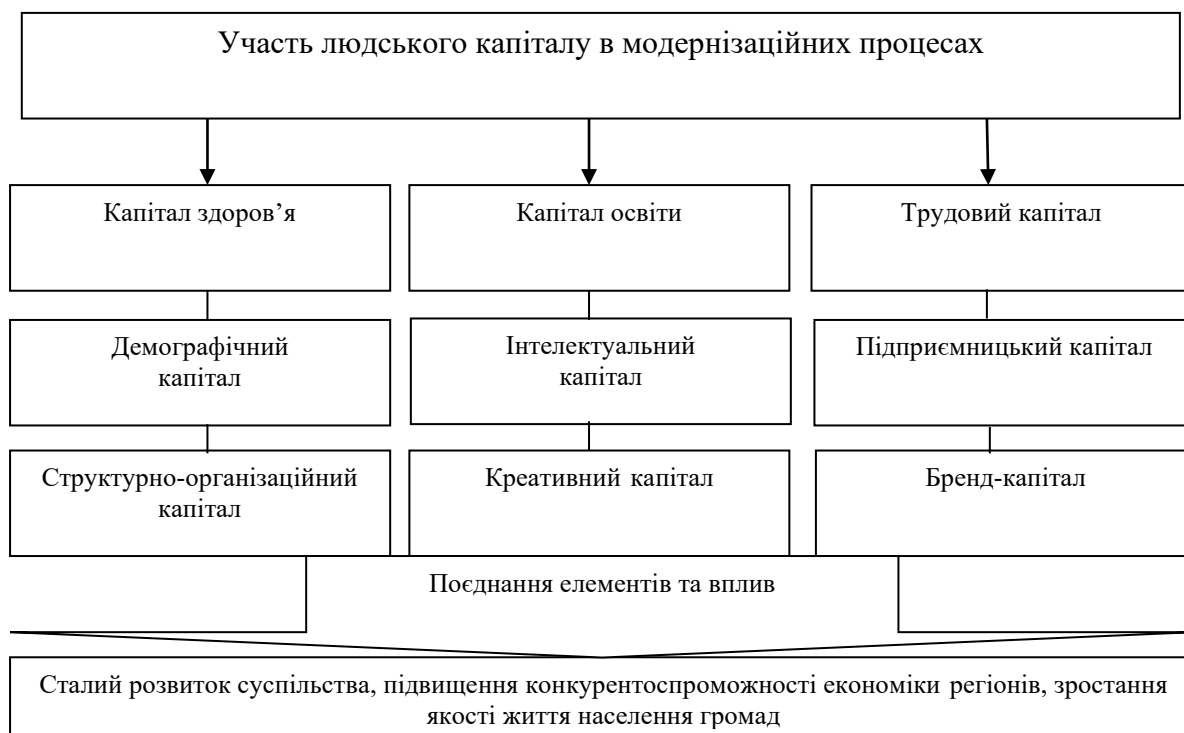 Участь людського капіталу в модернізаційних процесах
Капітал здоров’я
Капітал освіти
Трудовий капітал
Демографічний
капітал
Інтелектуальний
капітал
Підприємницький капітал
Структурно-організаційний
капітал
Креативний капітал
Бренд-капітал
Поєднання елементів та вплив
Сталий розвиток суспільства, підвищення конкурентоспроможності економіки регіонів, зростання
якості життя населення громад